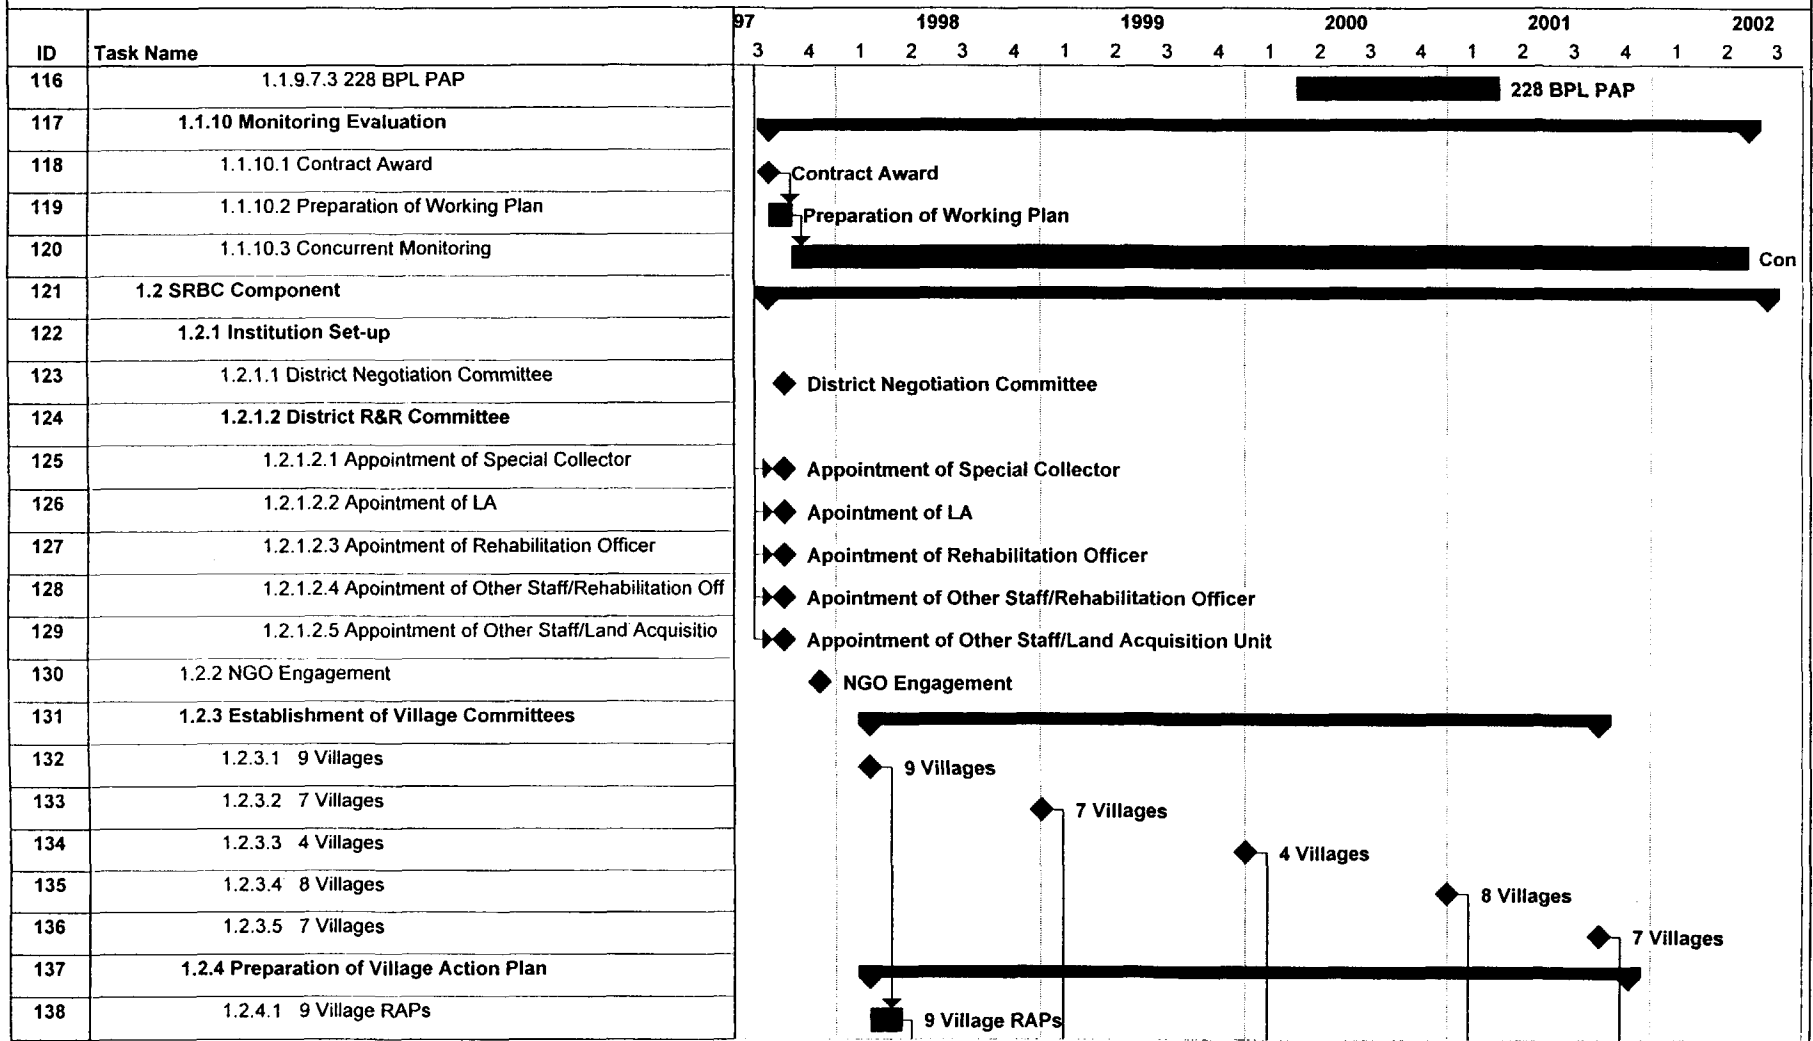 97 1998 1999 2000 2001 2002
ID Task Name 3 4 1 2 3 4 1 2 3 4 1 2 3 4 1 2 3 4 1 2 3
116 1.1.9.7.3 228 BPL PAP 228 BPL PAP
117 1.1.10 Monitoring Evaluation
118 1.1.10.1 Contract Award Contract Award
119 1.1.10.2 Preparation of Working Plan Preparation of Working Plan
120 1.1.10.3 Concurrent Monitoring Con
121 1.2 SRBC Component
122 1.2.1 Institution Set-up
123 1.2.1.1 District Negotiation Committee District Negotiation Committee
124 1.2.1.2 District R&R Committee
125 1.2.1.2.1 Appointment of Special Collector Appointment of Special Collector
126 1.2.1.2.2 Apointment of LA Apointment of LA
127 1.2.1.2.3 Apointment of Rehabilitation Officer Apointment of Rehabilitation Officer
128 1.2.1.2.4 Apointment of Other Staff/Rehabilitation Off Apointment of Other Staff/Rehabilitation Officer
129 1.2.1.2.5 Appointment of Other Staff/Land Acquisitio Appointment of Other Staff/Land Acquisition Unit
130 1.2.2 NGO Engagement NGO Engagement
131 1.2.3 Establishment of Village Committees
132 1.2.3.1 9 Villages 9 Villages
133 1.2.3.2 7 Villages 7 Villages
134 1.2.3.3 4 Villages 4 Villages
135 1.2.3.4 8 Villages 8 Villages
136 1.2.3.5 7 Villages 7 Villages
137 1.2.4 Preparation of Village Action Plan
138 1.2.4.1 9 Village RAPs 9 Village RAPs